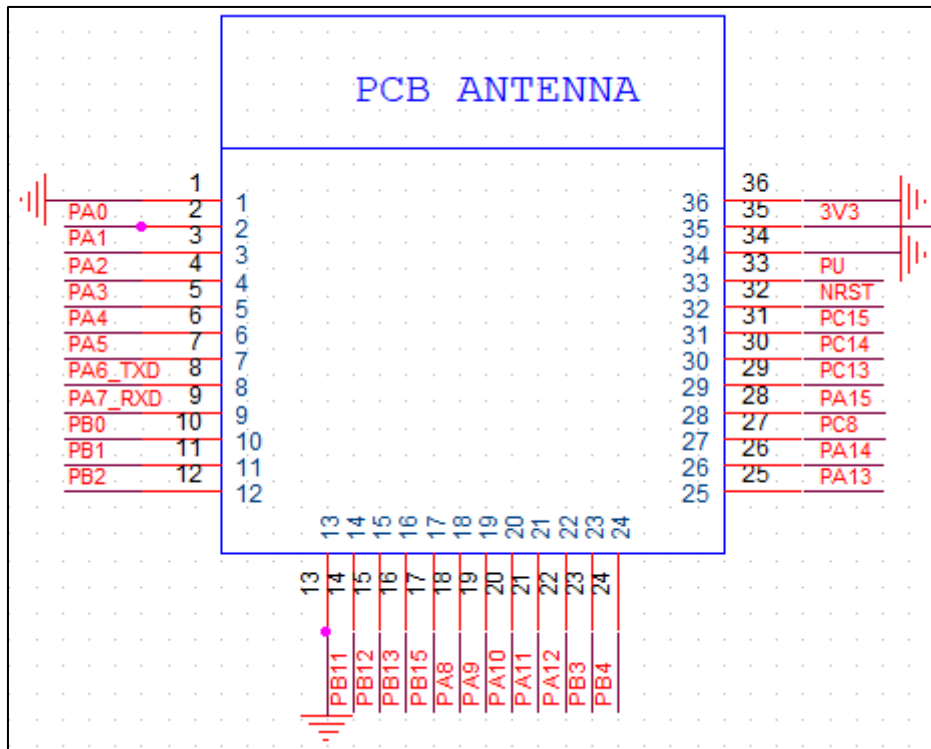 PCB ANTENNA
1 1 36 36
PA0 2 2 35 35 3V3
PA1 3 3 34 34
PA2 4 4 33 33 PU
PA3 5 5 32 32 NRST
PA4 6 6 31 31 PC15
PA5 7 7 30 30 PC14
PA6_TXD 8 8 29 29 PC13
PA7_RXD 9 9 28 28 PA15
PB0 10 10 27 27 PC8
PB1 11 11 26 26 PA14
PB2 12 12 25 25 PA13
13 14 15 16 17 18 19 20 21 22 23 24
13 14 15 16 17 18 19 20 21 22 23 24
PB11 PB12 PB13 PB15 PA8 PA9 PA10 PA11 PA12 PB3 PB4